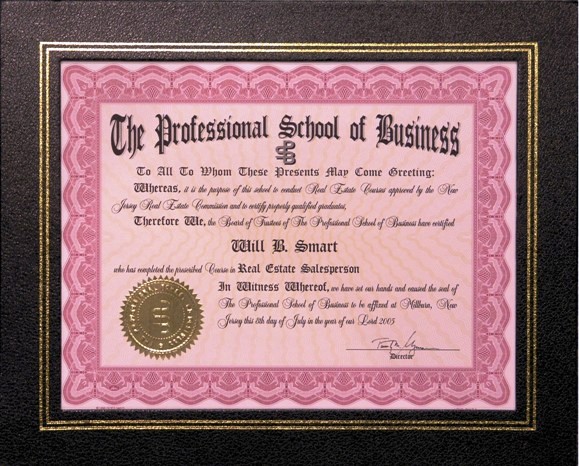 The Professional School of Business
PSB
To All To Whom These Presents May Come Greeting:
Whereas, it is the purpose of this school to conduct Real Estate Courses approved by the New
Jersey Real Estate Commission and to certify properly qualified graduates,
Therefore We, the Board of Trustees of The Professional School of Business have certified
Will B. Smart
who has completed the prescribed Course in Real Estate Salesperson
In Witness Whereof, we have set our hands and caused the seal of
The Professional School of Business to be affixed at Millburn, New
Jersey this 8th day of July in the year of our Lord 2005
Director